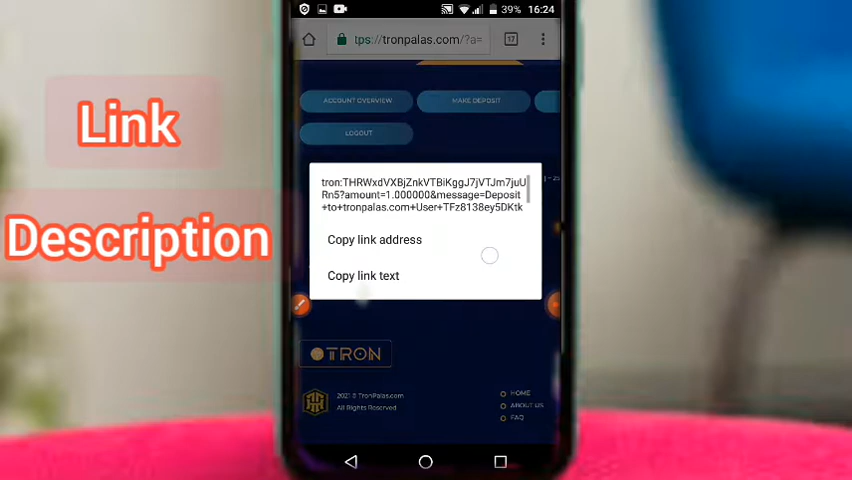 39% 16:24
tps://tronpalas.com/?a=
17
ACCOUNT OVERVIEW
MAKE DEPOSIT
LOGOUT
Link
Description
tron:THRWxdVXBjZnkVTBiKggJ7jVTJm7juU
Rn5?amount=1.000000&message=Deposit
+to+tronpalas.com+User+TFz8138ey5DKtk
Copy link address
Copy link text
TRON
2021 © TronPalas.com
All Rights Reserved
HOME
ABOUT US
FAQ